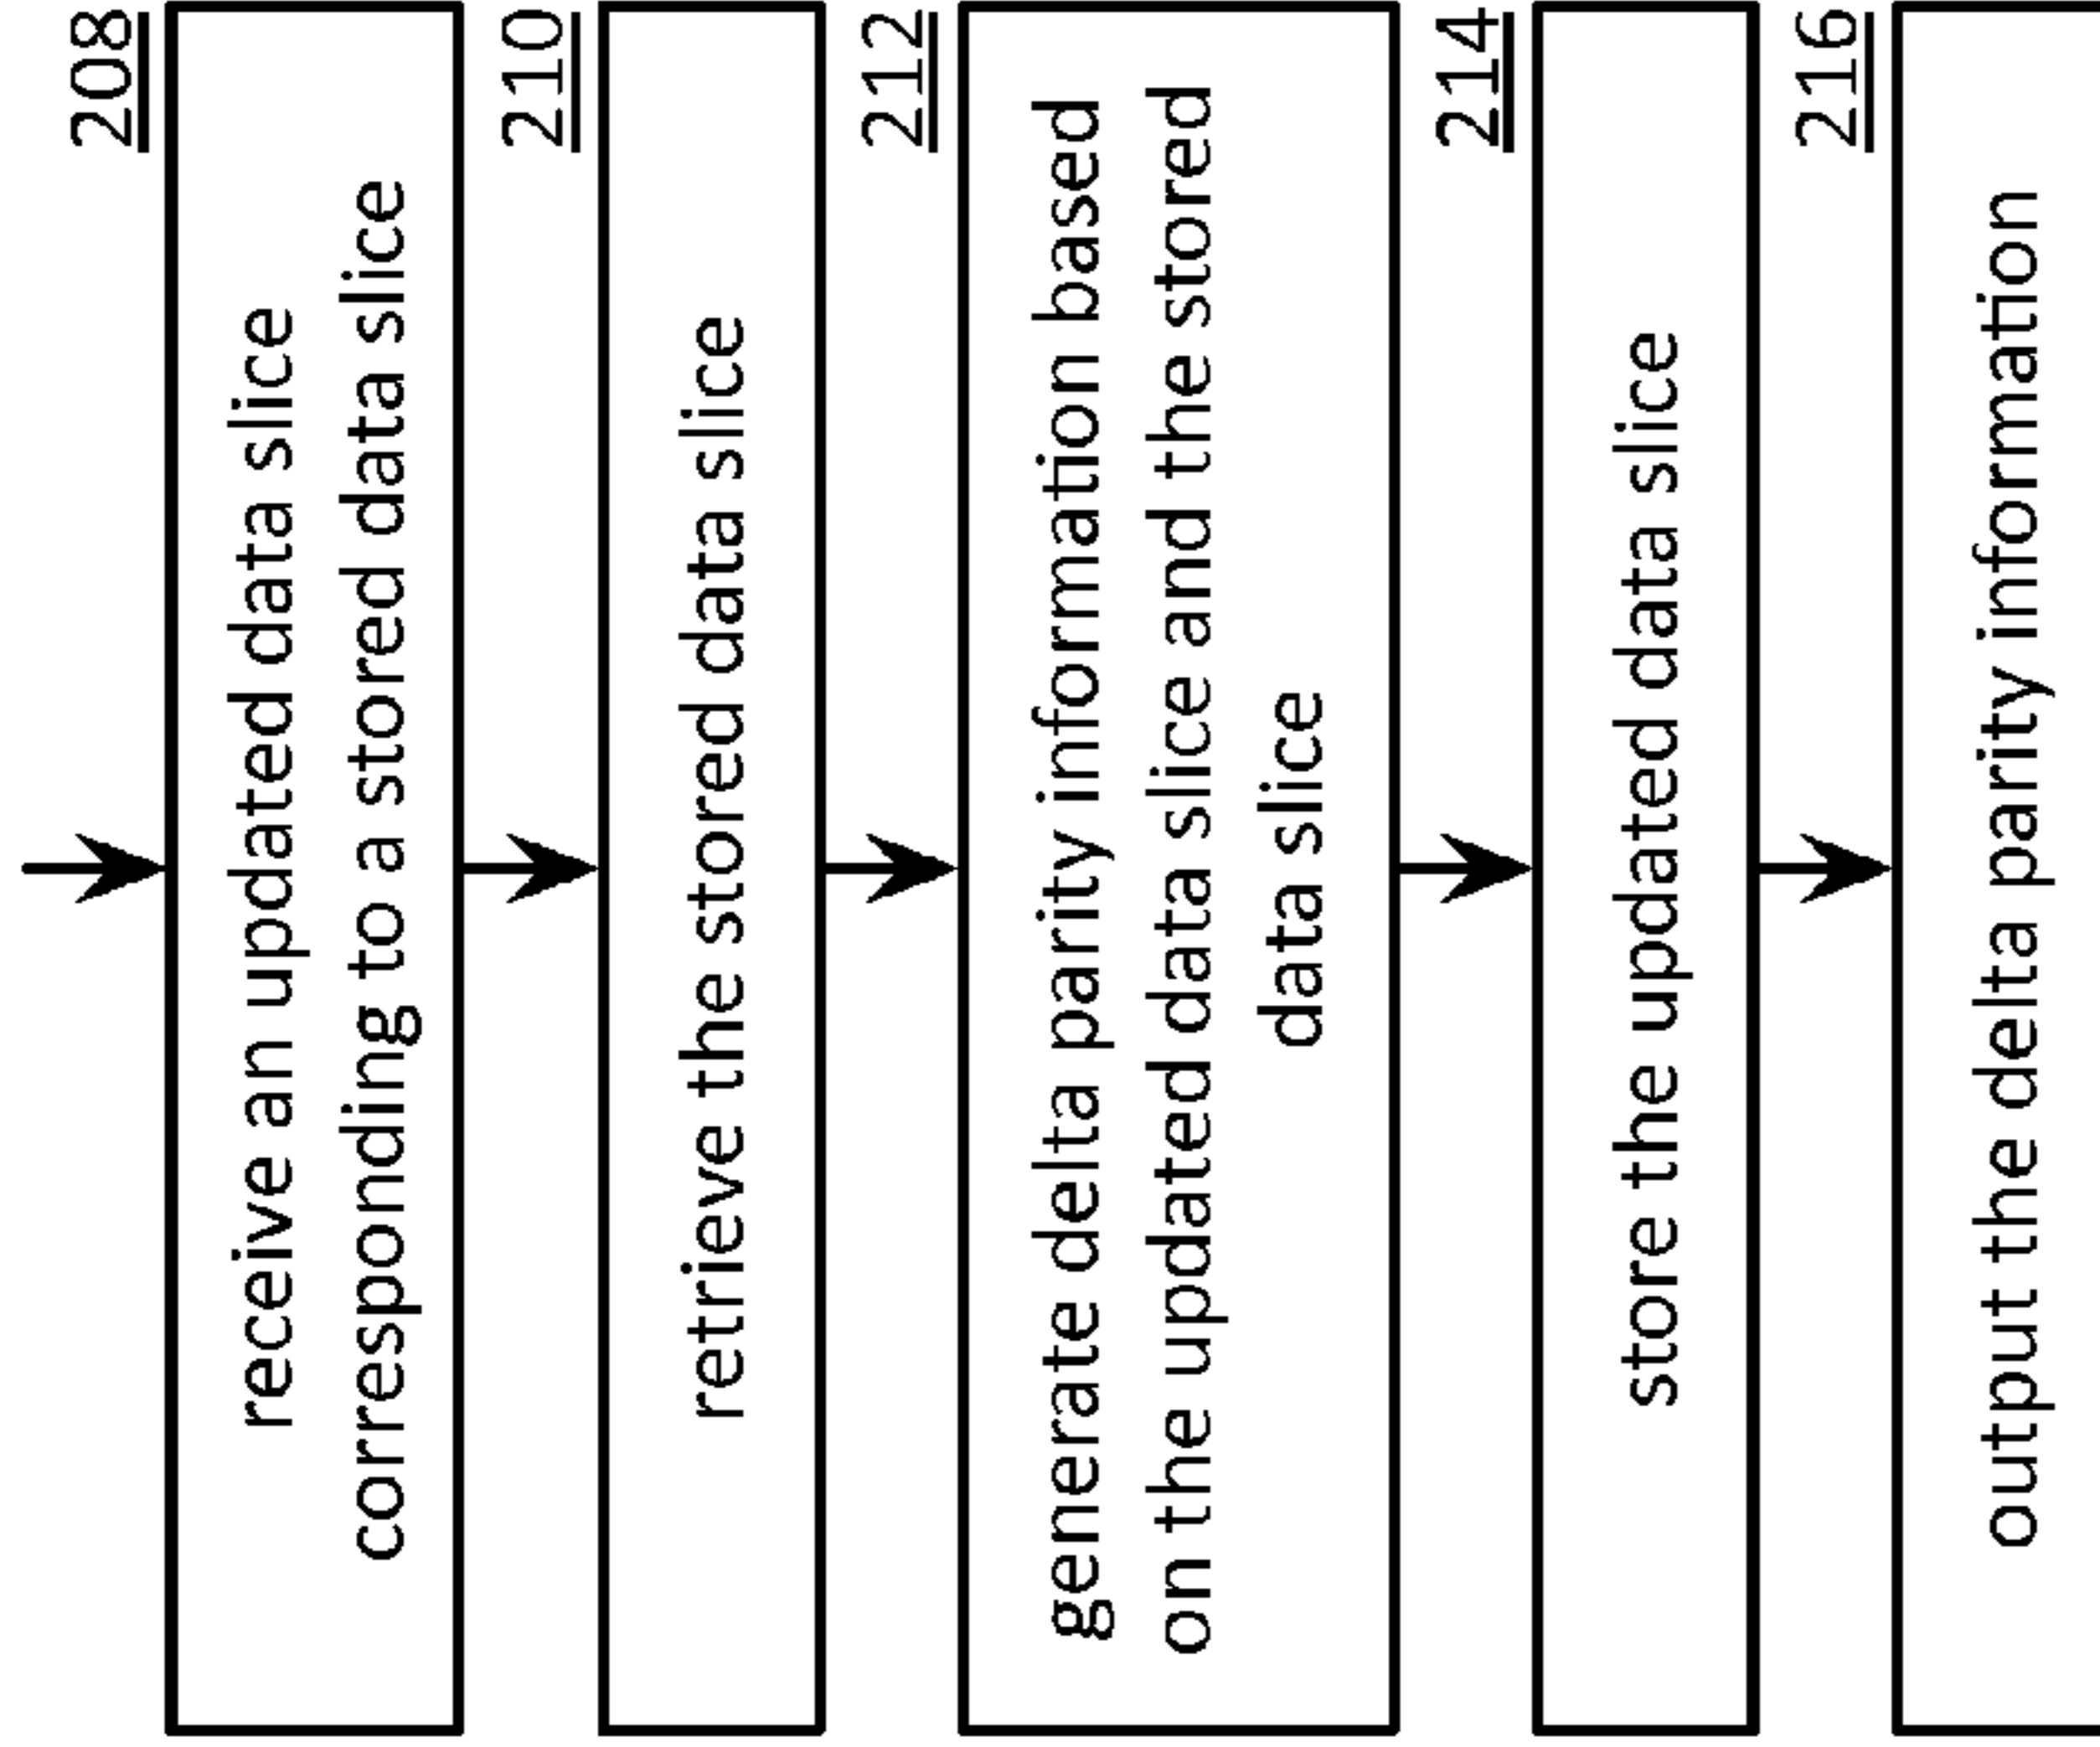 208
receive an updated data slice
corresponding to a stored data slice
210
retrieve the stored data slice
212
generate delta parity information based
on the updated data slice and the stored
data slice
214
store the updated data slice
216
output the delta parity information